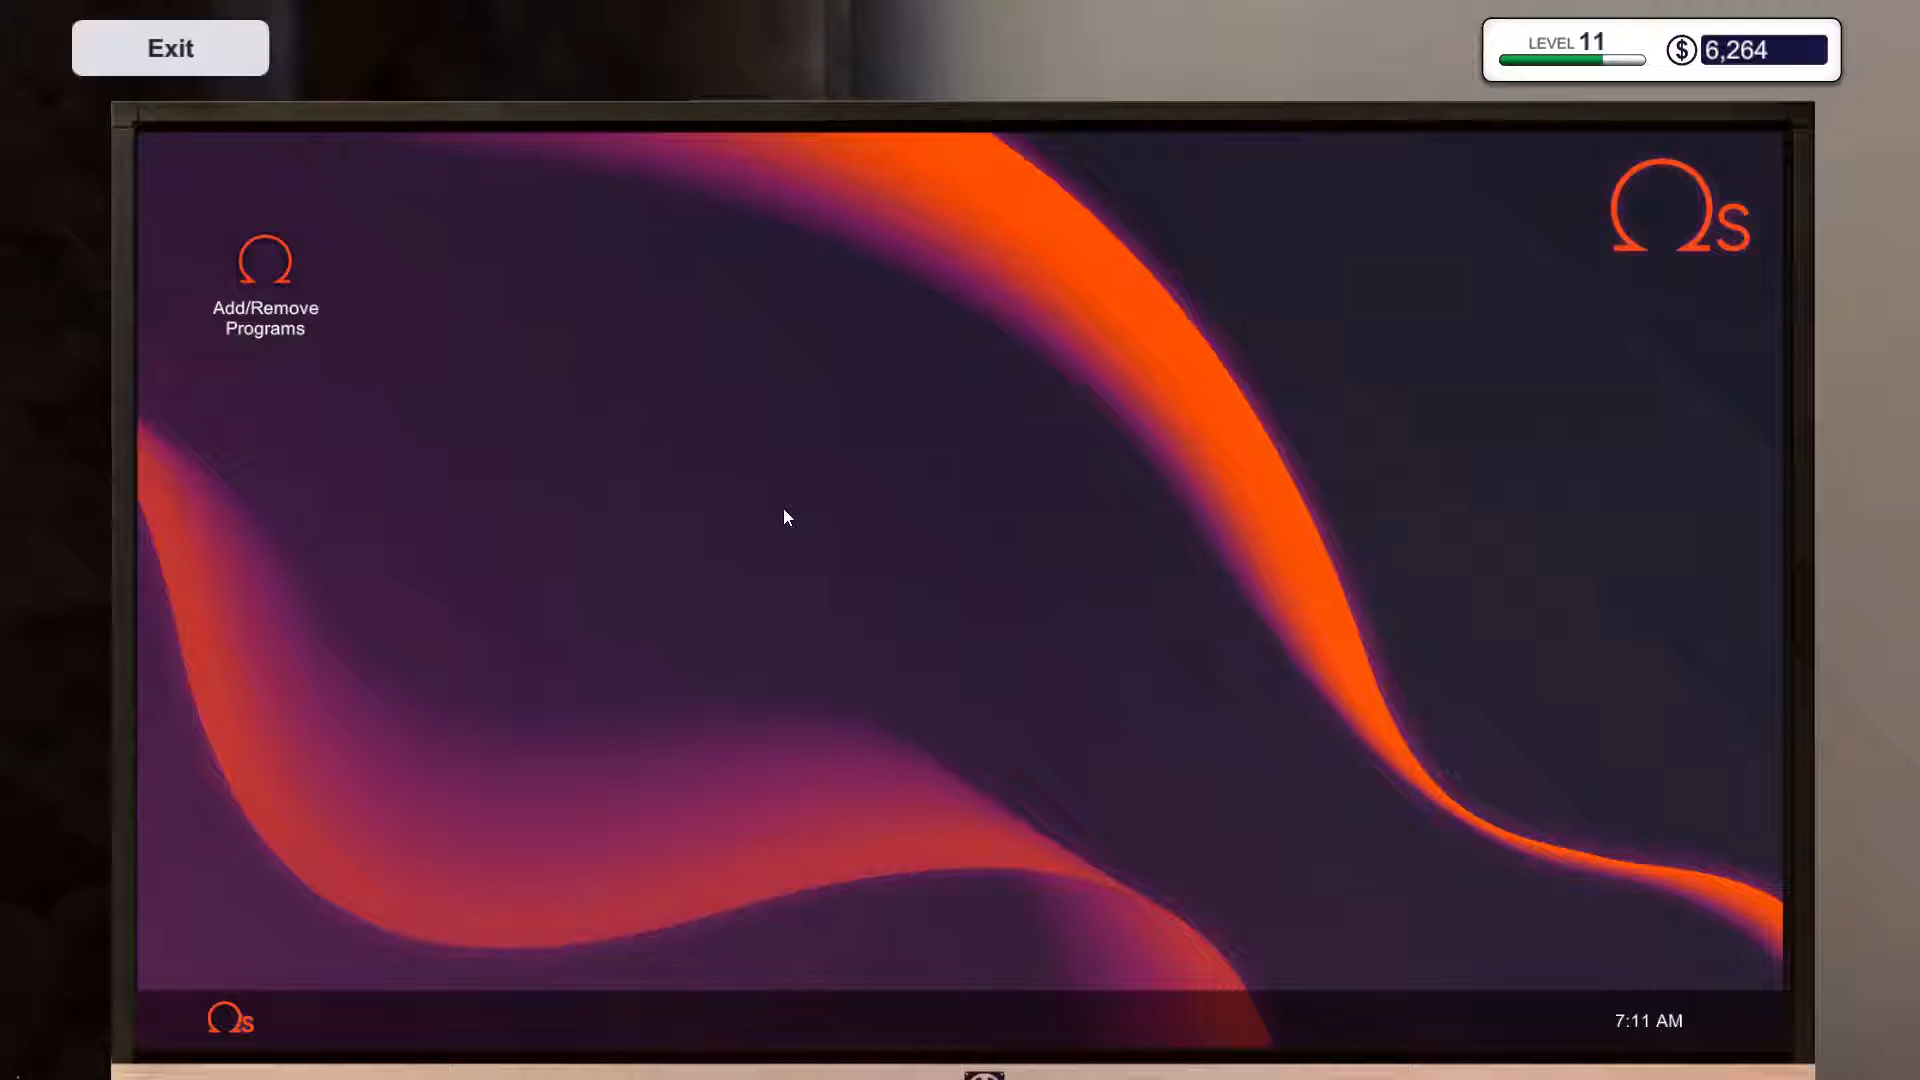 Exit
LEVEL 11
$ 6,264
Ωs
Add/Remove
Programs
Ωs
7:11 AM